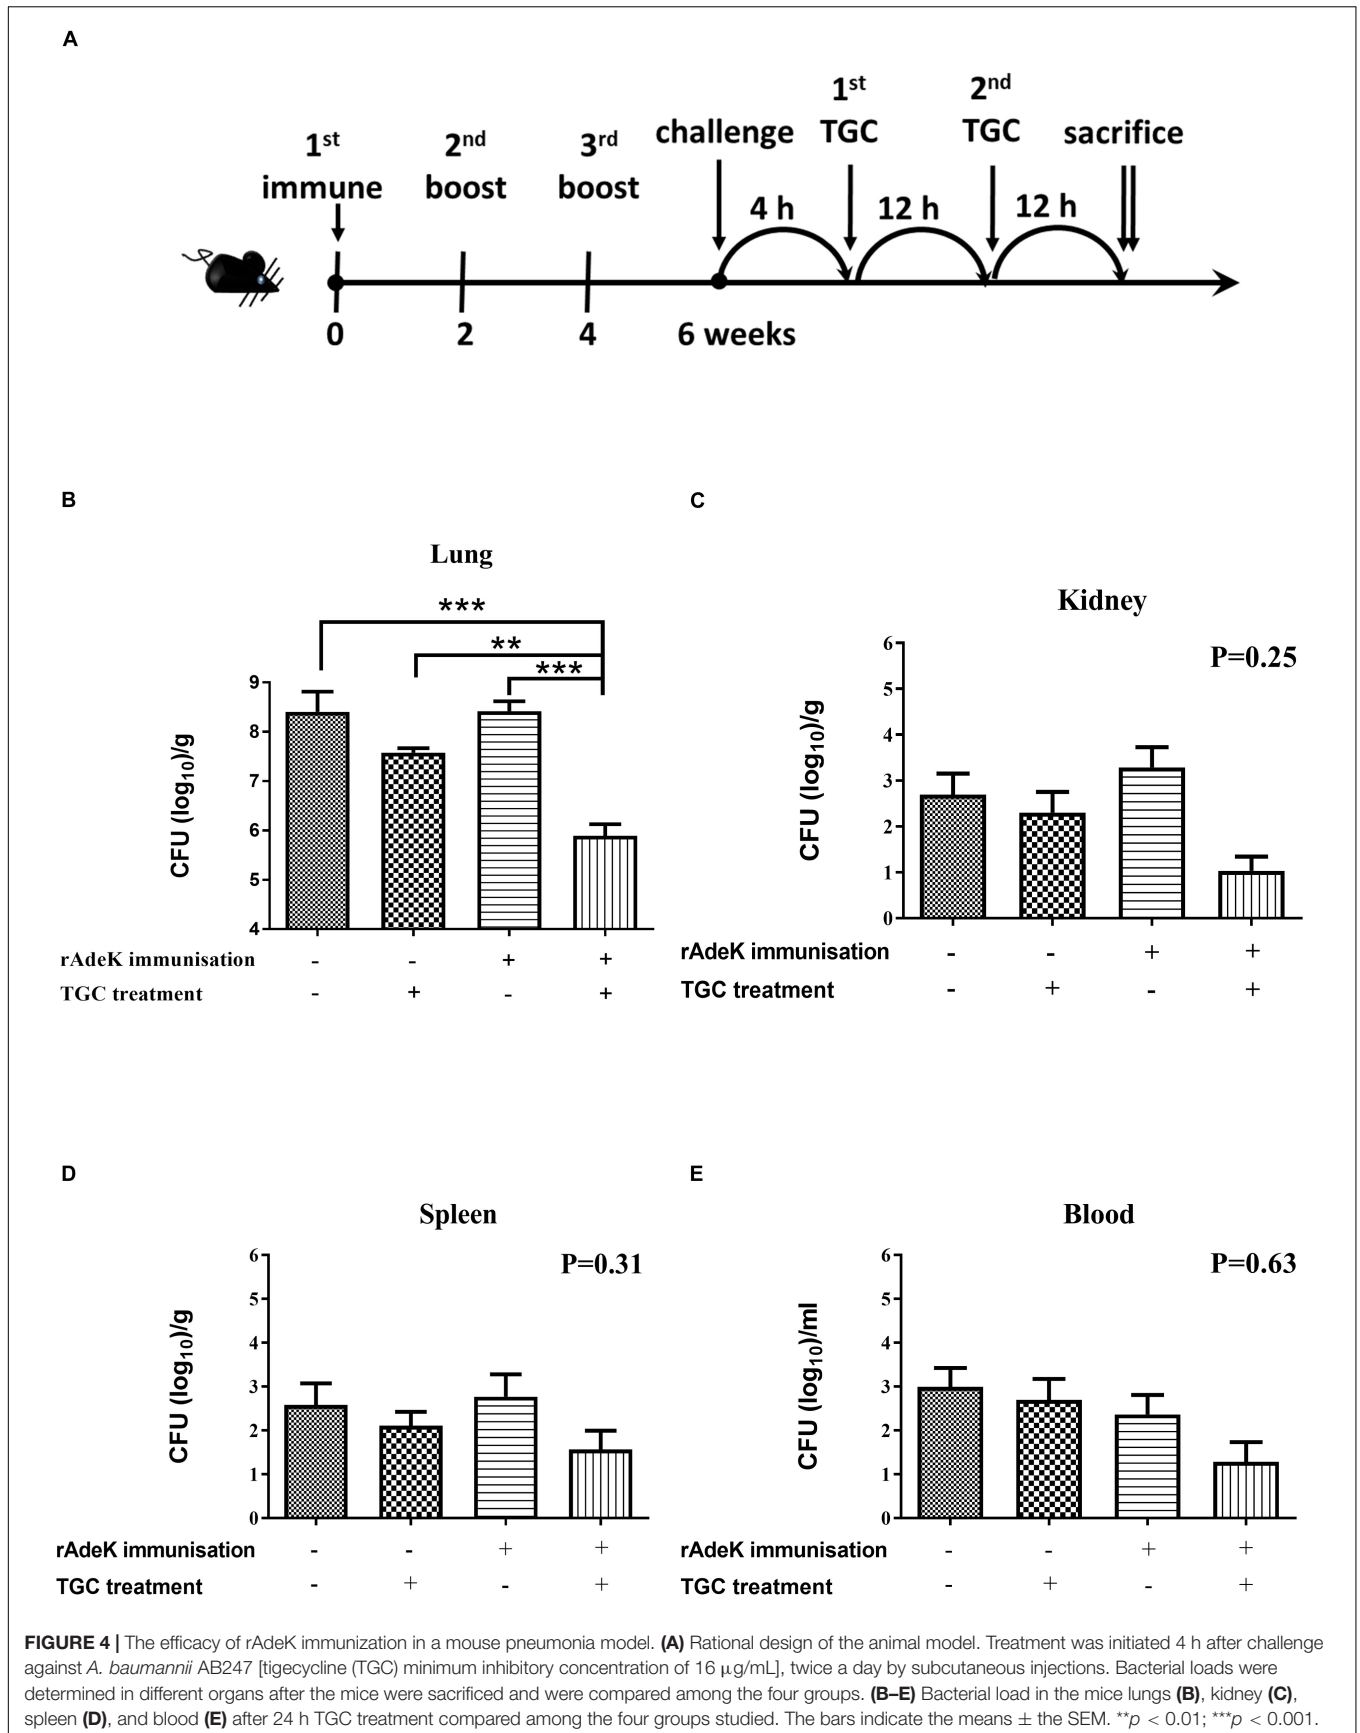 A
1st immune
2nd boost
3rd boost
challenge
1st TGC
2nd TGC
sacrifice
4 h
12 h
12 h
0
2
4
6 weeks
B
Lung
***
**
***
9
8
7
6
5
4
CFU (log10)/g
rAdeK immunisation - - + +
TGC treatment - + - +
C
Kidney
P=0.25
6
5
4
3
2
1
0
CFU (log10)/g
rAdeK immunisation - - + +
TGC treatment - + - +
D
Spleen
P=0.31
6
5
4
3
2
1
0
CFU (log10)/g
rAdeK immunisation - - + +
TGC treatment - + - +
E
Blood
P=0.63
6
5
4
3
2
1
0
CFU (log10)/ml
rAdeK immunisation - - + +
TGC treatment - + - +
FIGURE 4 | The efficacy of rAdeK immunization in a mouse pneumonia model. (A) Rational design of the animal model. Treatment was initiated 4 h after challenge
against A. baumannii AB247 [tigecycline (TGC) minimum inhibitory concentration of 16 μg/mL], twice a day by subcutaneous injections. Bacterial loads were
determined in different organs after the mice were sacrificed and were compared among the four groups. (B–E) Bacterial load in the mice lungs (B), kidney (C),
spleen (D), and blood (E) after 24 h TGC treatment compared among the four groups studied. The bars indicate the means ± the SEM. **p < 0.01; ***p < 0.001.